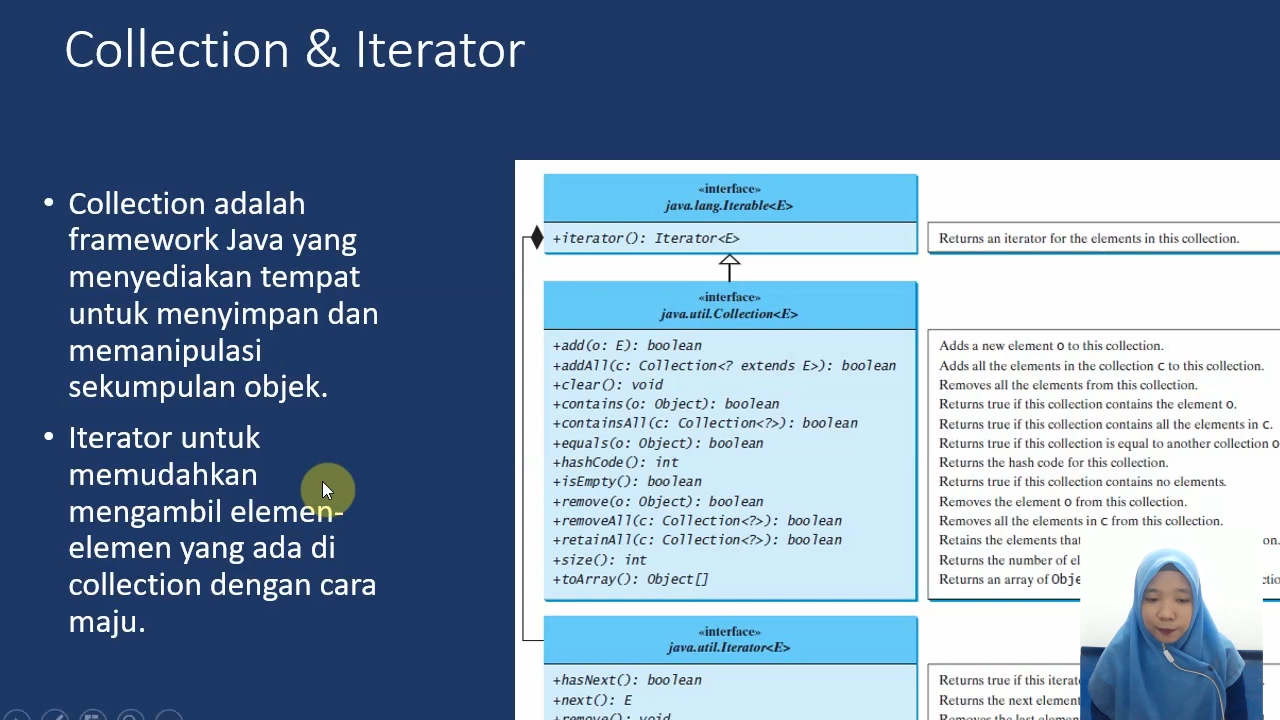 Collection & Iterator
• Collection adalah
framework Java yang
menyediakan tempat
untuk menyimpan dan
memanipulasi
sekumpulan objek.
• Iterator untuk
memudahkan
mengambil elemen-
elemen yang ada di
collection dengan cara
maju.
«interface»
java.lang.Iterable<E>
+iterator(): Iterator<E>
Returns an iterator for the elements in this collection.
«interface»
java.util.Collection<E>
+add(o: E): boolean
+addAll(c: Collection<? extends E>): boolean
+clear(): void
+contains(o: Object): boolean
+containsAll(c: Collection<?>): boolean
+equals(o: Object): boolean
+hashCode(): int
+isEmpty(): boolean
+remove(o: Object): boolean
+removeAll(c: Collection<?>): boolean
+retainAll(c: Collection<?>): boolean
+size(): int
+toArray(): Object[]
Adds a new element o to this collection.
Adds all the elements in the collection c to this collection.
Removes all the elements from this collection.
Returns true if this collection contains the element o.
Returns true if this collection contains all the elements in c.
Returns true if this collection is equal to another collection o
Returns the hash code for this collection.
Returns true if this collection contains no elements.
Removes the element o from this collection.
Removes all the elements in c from this collection.
Retains the elements that
Returns the number of
Returns an array of
«interface»
java.util.Iterator<E>
+hasNext(): boolean
+next(): E
+remove(): void
Returns true if this
Returns the next element
Removes the last element